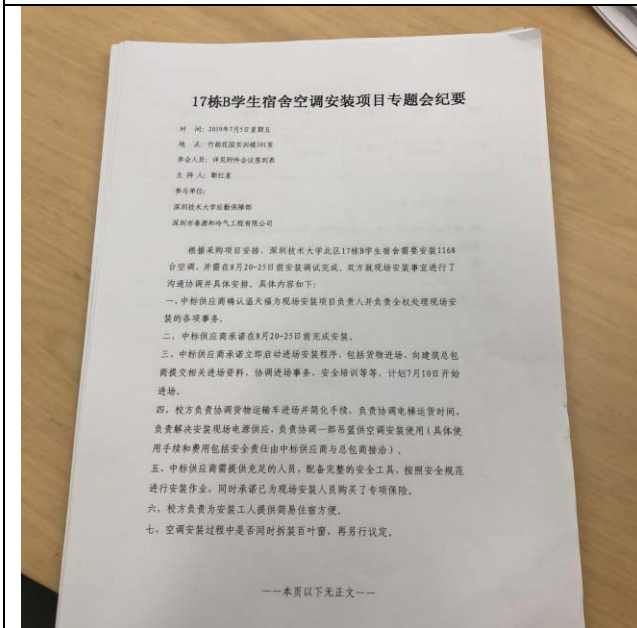 17栋B学生宿舍空调安装项目专题会纪要
时 间：2019年7月5日星期五
地 点：竹韵花园实训楼301室
参会人员：详见附件会议签到表
主 持 人：靳红星
参与单位：
深圳技术大学后勤保障部
深圳市泰源和冷气工程有限公司
根据采购项目安排，深圳技术大学北区17栋B学生宿舍需要安装1168
台空调，并需在8月20-25日前安装调试完成。双方就现场安装事宜进行了
沟通协调并具体安排。具体内容如下：
一，中标供应商确认温天福为现场安装项目负责人并负责全权处理现场安
装的各项事务。
二、中标供应商承诺在8月20-25日前完成安装。
三、中标供应商承诺立即启动进场安装程序，包括货物进场、向建筑总包
商提交相关进场资料、协调进场事务、安全培训等等，计划7月10日开始
进场。
四、校方负责协调货物运输车进场并简化手续，负责协调电梯运货时间，
负责解决安装现场电源供应、负责协调一部吊篮供空调安装使用（具体使
用手续和费用包括安全责任由中标供应商与总包商接洽）。
五、中标供应商需提供充足的人员，配备完整的安全工具，按照安全规范
进行安装作业，同时承诺已为现场安装人员购买了专项保险。
六、校方负责为安装工人提供简易住宿方便。
七、空调安装过程中是否同时拆装百叶窗，再另行议定。
——本页以下无正文——